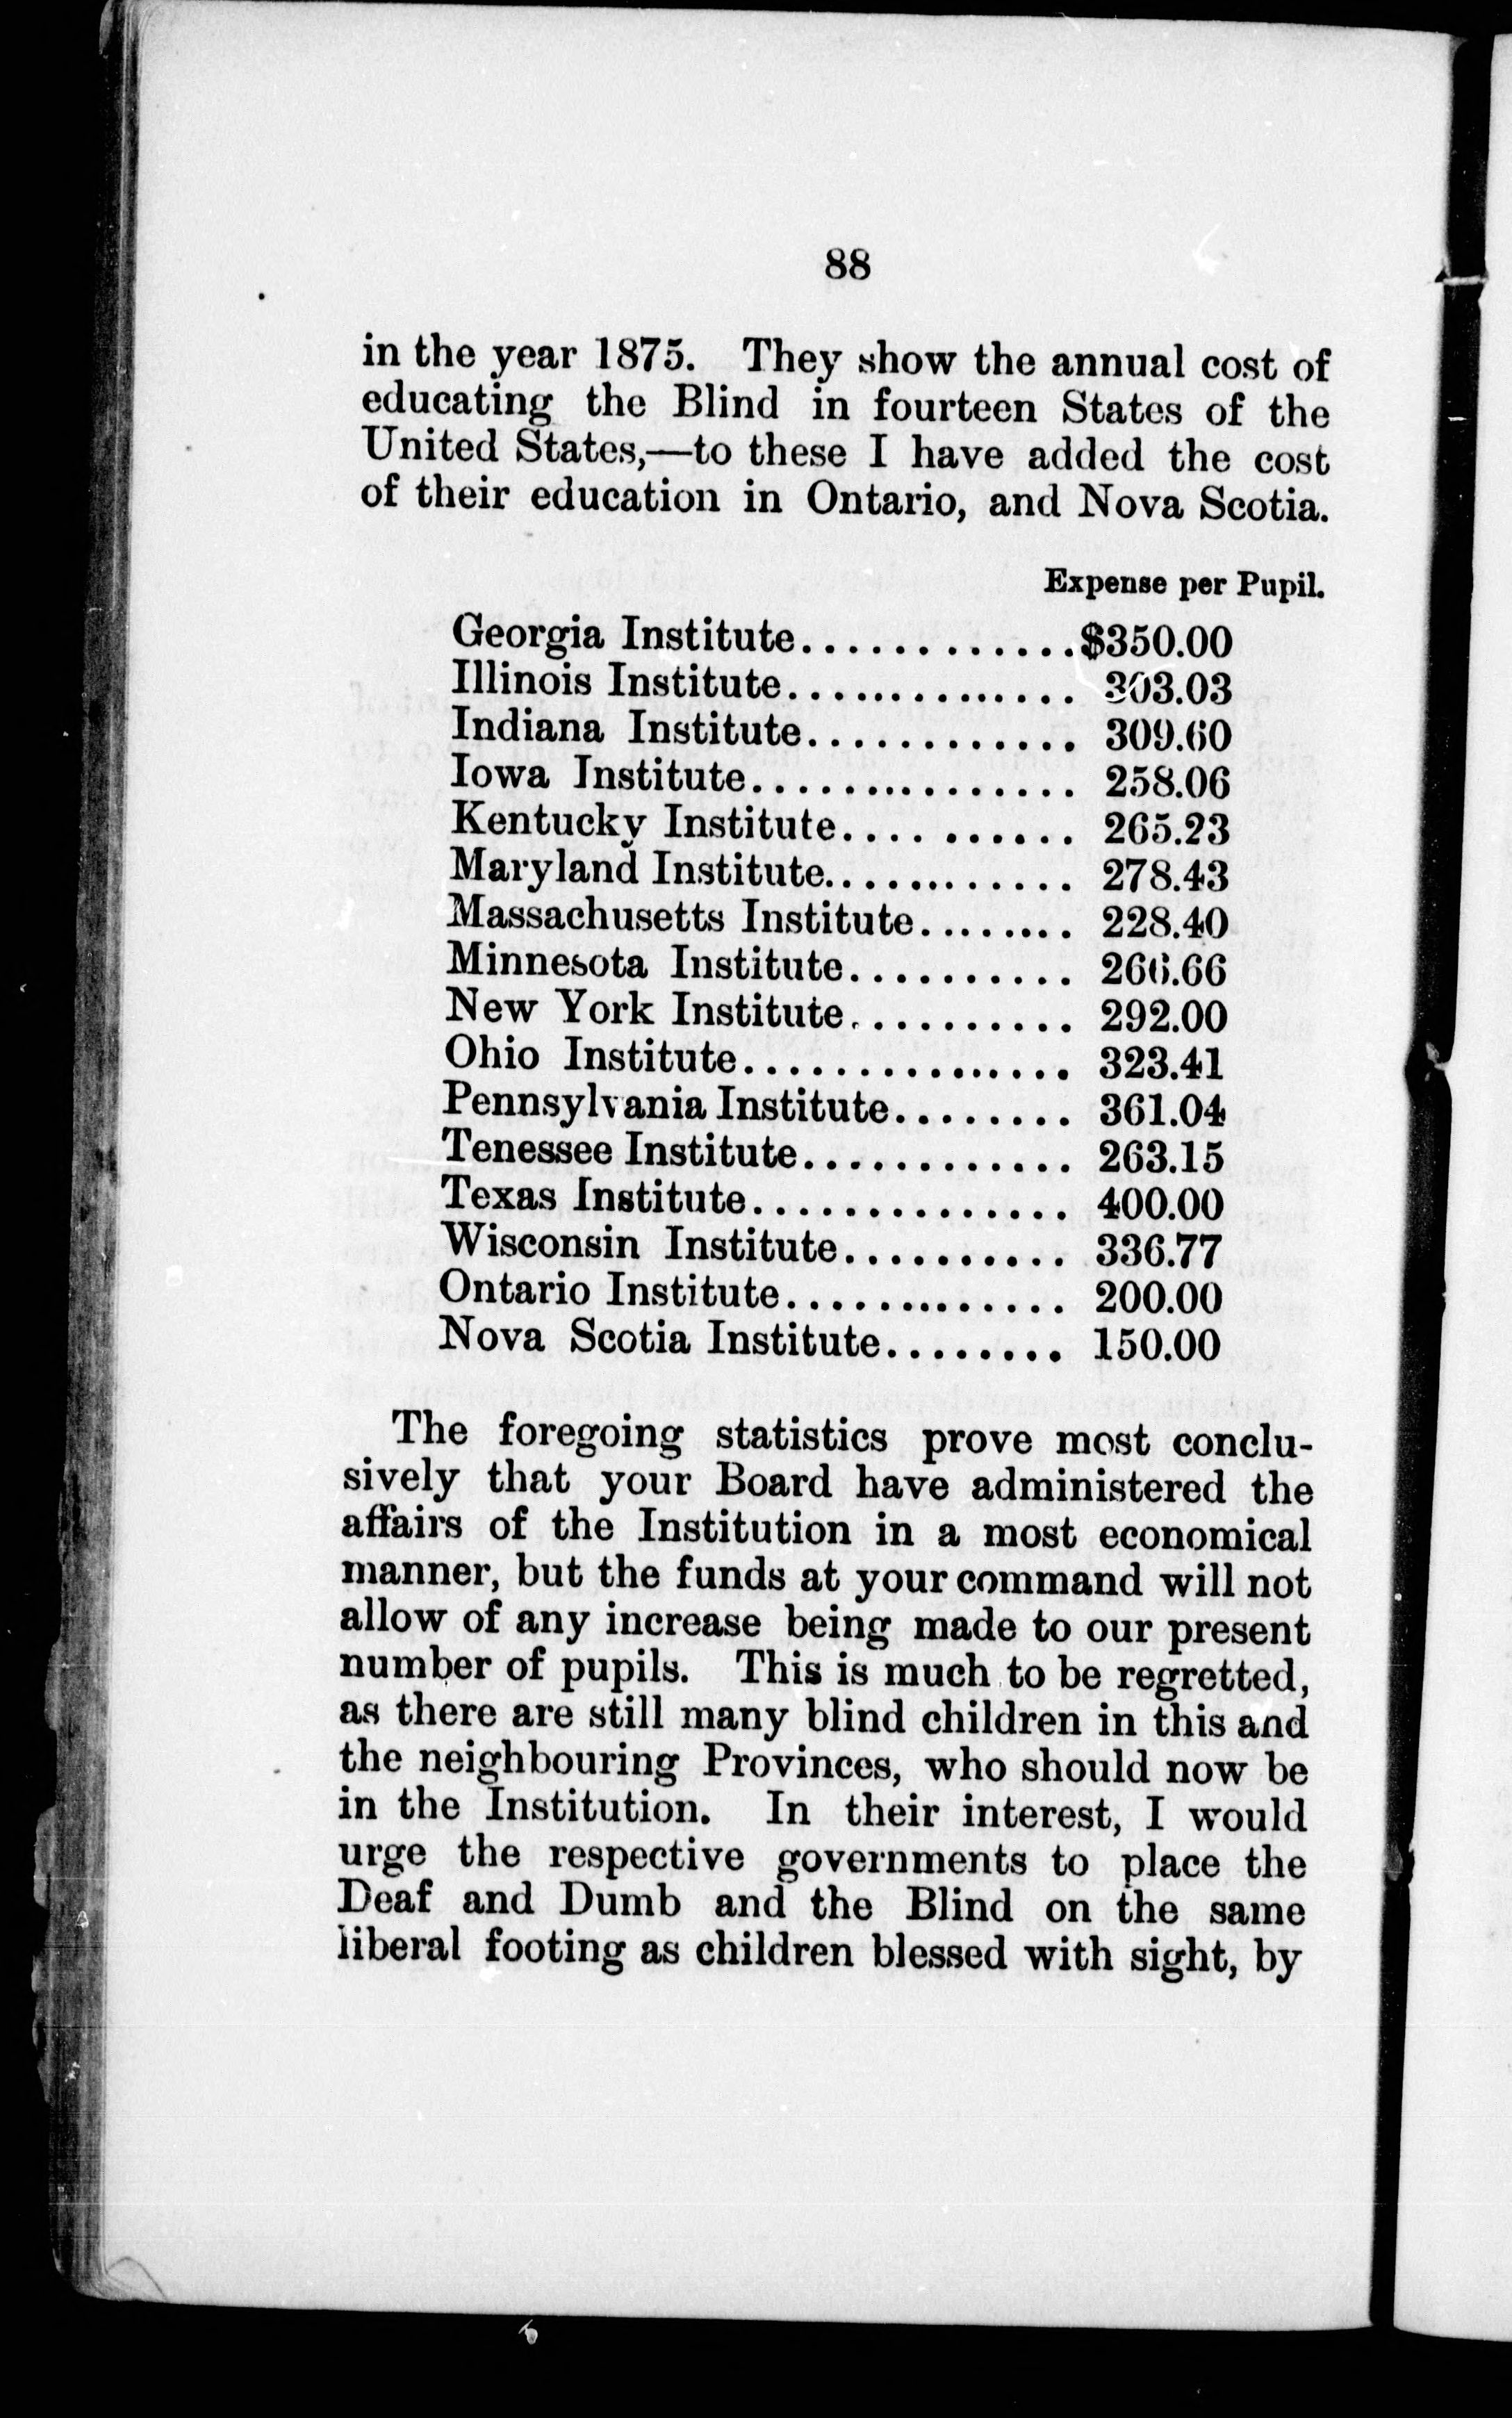 88
in the year 1875. They show the annual cost of
educating the Blind in fourteen States of the
United States,—to these I have added the cost
of their education in Ontario, and Nova Scotia.
Expense per Pupil.
Georgia Institute.............$350.00
Illinois Institute............... 303.03
Indiana Institute............. 309.60
Iowa Institute................ 258.06
Kentucky Institute.... ...... 265.23
Maryland Institute............. 278.43
Massachusetts Institute........ 228.40
Minnesota Institute........... 266.66
New York Institute........... 292.00
Ohio Institute................ 323.41
Pennsylvania Institute........ 361.04
Tenessee Institute............. 263.15
Texas Institute............... 400.00
Wisconsin Institute........... 336.77
Ontario Institute.............. 200.00
Nova Scotia Institute........ 150.00
The foregoing statistics prove most conclu-
sively that your Board have administered the
affairs of the Institution in a most economical
manner, but the funds at your command will not
allow of any increase being made to our present
number of pupils. This is much to be regretted,
as there are still many blind children in this and
the neighbouring Provinces, who should now be
in the Institution. In their interest, I would
urge the respective governments to place the
Deaf and Dumb and the Blind on the same
liberal footing as children blessed with sight, by